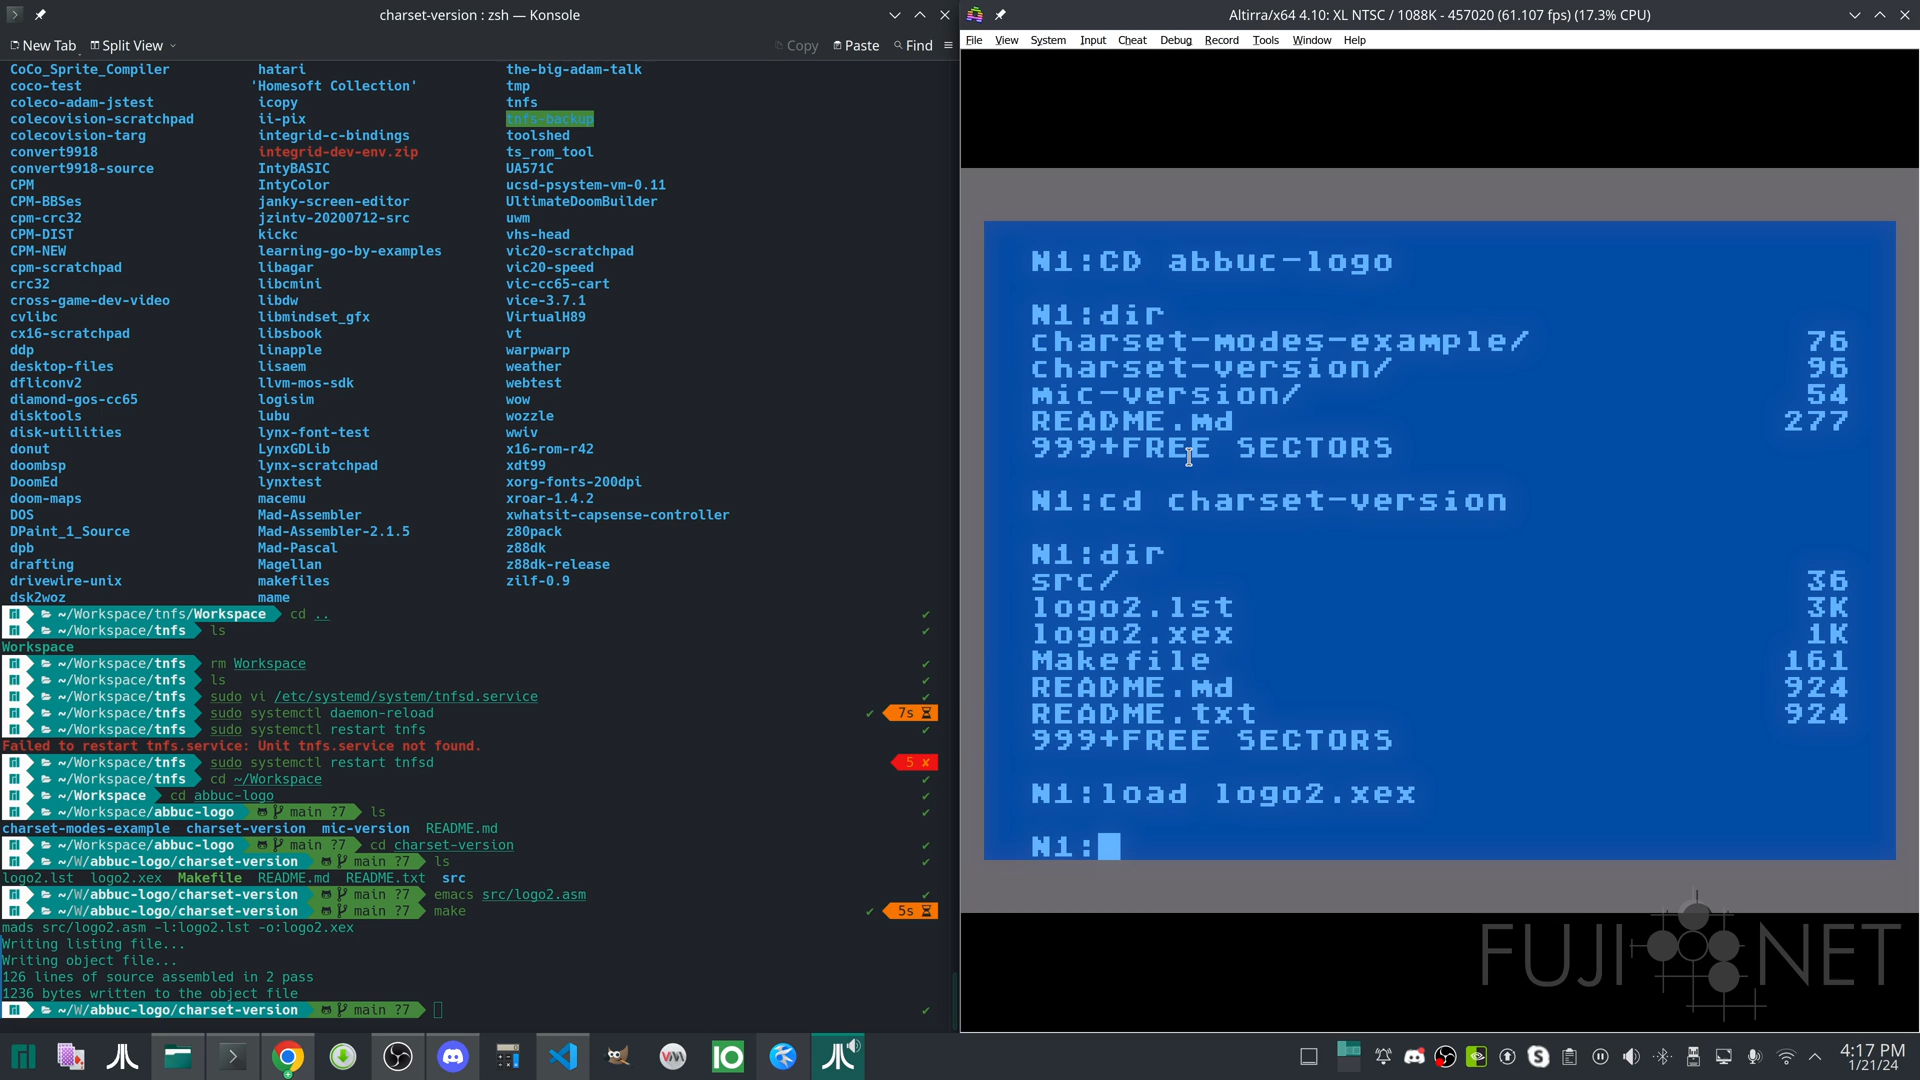 charset-version : zsh — Konsole
New Tab Split View Copy Paste Find
CoCo_Sprite_Compiler hatari the-big-adam-talk
coco-test 'Homesoft Collection' tmp
coleco-adam-jstest icopy tnfs
colecovision-scratchpad ii-pix tnfs-backup
colecovision-targ integrid-c-bindings toolshed
convert9918 integrid-dev-env.zip ts_rom_tool
convert9918-source IntyBASIC UA571C
CPM IntyColor ucsd-psystem-vm-0.11
CPM-BBSes janky-screen-editor UltimateDoomBuilder
cpm-crc32 jzintv-20200712-src uwm
CPM-DIST kickc vhs-head
CPM-NEW learning-go-by-examples vic20-scratchpad
cpm-scratchpad libagar vic20-speed
crc32 libcmini vic-cc65-cart
cross-game-dev-video libdw vice-3.7.1
cvlibc libmindset_gfx VirtualH89
cx16-scratchpad libsbook vt
ddp linapple warpwarp
desktop-files lisaem weather
dfliconv2 llvm-mos-sdk webtest
diamond-gos-cc65 logisim wow
disktools lubu wozzle
disk-utilities lynx-font-test wwiv
donut LynxGDLib x16-rom-r42
doombsp lynx-scratchpad xdt99
DoomEd lynxtest xorg-fonts-200dpi
doom-maps macemu xroar-1.4.2
DOS Mad-Assembler xwhatsit-capsense-controller
DPaint_1_Source Mad-Assembler-2.1.5 z80pack
dpb Mad-Pascal z88dk
drafting Magellan z88dk-release
drivewire-unix makefiles zilf-0.9
dsk2woz mame
~/Workspace/tnfs/Workspace cd .. ✔
~/Workspace/tnfs ls ✔
Workspace
~/Workspace/tnfs rm Workspace ✔
~/Workspace/tnfs ls ✔
~/Workspace/tnfs sudo vi /etc/systemd/system/tnfsd.service ✔
~/Workspace/tnfs sudo systemctl daemon-reload ✔ 7s
~/Workspace/tnfs sudo systemctl restart tnfs ✔
Failed to restart tnfs.service: Unit tnfs.service not found.
~/Workspace/tnfs sudo systemctl restart tnfsd 5 ✘
~/Workspace/tnfs cd ~/Workspace ✔
~/Workspace cd abbuc-logo ✔
~/Workspace/abbuc-logo main ?7 ls ✔
charset-modes-example charset-version mic-version README.md
~/Workspace/abbuc-logo main ?7 cd charset-version ✔
~/W/abbuc-logo/charset-version main ?7 ls ✔
logo2.lst logo2.xex Makefile README.md README.txt src
~/W/abbuc-logo/charset-version main ?7 emacs src/logo2.asm ✔
~/W/abbuc-logo/charset-version main ?7 make ✔ 5s
mads src/logo2.asm -l:logo2.lst -o:logo2.xex
Writing listing file...
Writing object file...
126 lines of source assembled in 2 pass
1236 bytes written to the object file
~/W/abbuc-logo/charset-version main ?7 ✔
Altirra/x64 4.10: XL NTSC / 1088K - 457020 (61.107 fps) (17.3% CPU)
File View System Input Cheat Debug Record Tools Window Help
N1:CD abbuc-logo
N1:dir
charset-modes-example/ 76
charset-version/ 96
mic-version/ 54
README.md 277
999+FREE SECTORS
N1:cd charset-version
N1:dir
src/ 36
logo2.lst 3K
logo2.xex 1K
Makefile 161
README.md 924
README.txt 924
999+FREE SECTORS
N1:load logo2.xex
N1:
FUJI NET
4:17 PM
1/21/24